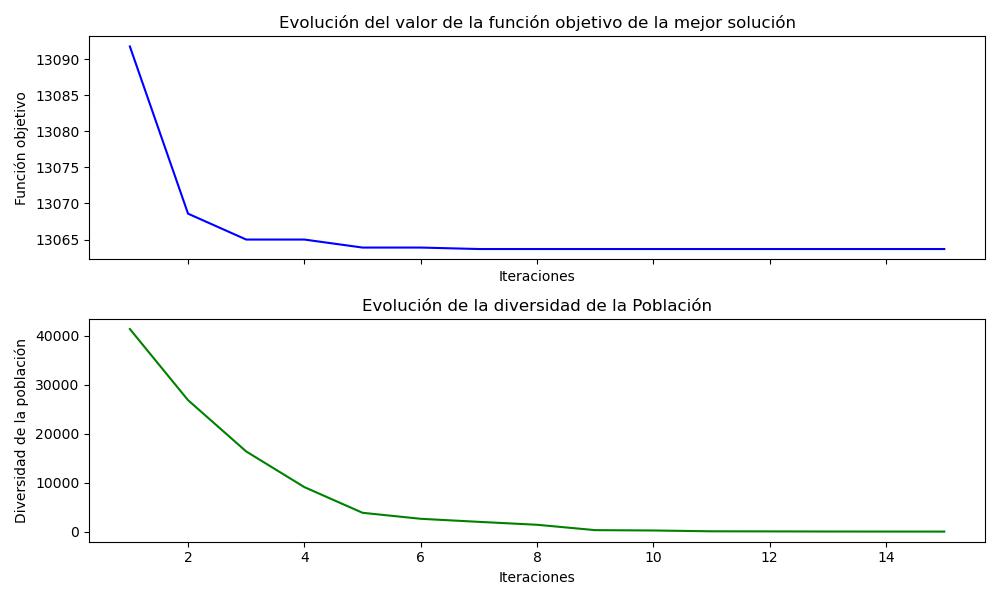 Evolución del valor de la función objetivo de la mejor solución
Función objetivo
13090
13085
13080
13075
13070
13065
Iteraciones
Evolución de la diversidad de la Población
Diversidad de la población
40000
30000
20000
10000
0
2 4 6 8 10 12 14
Iteraciones